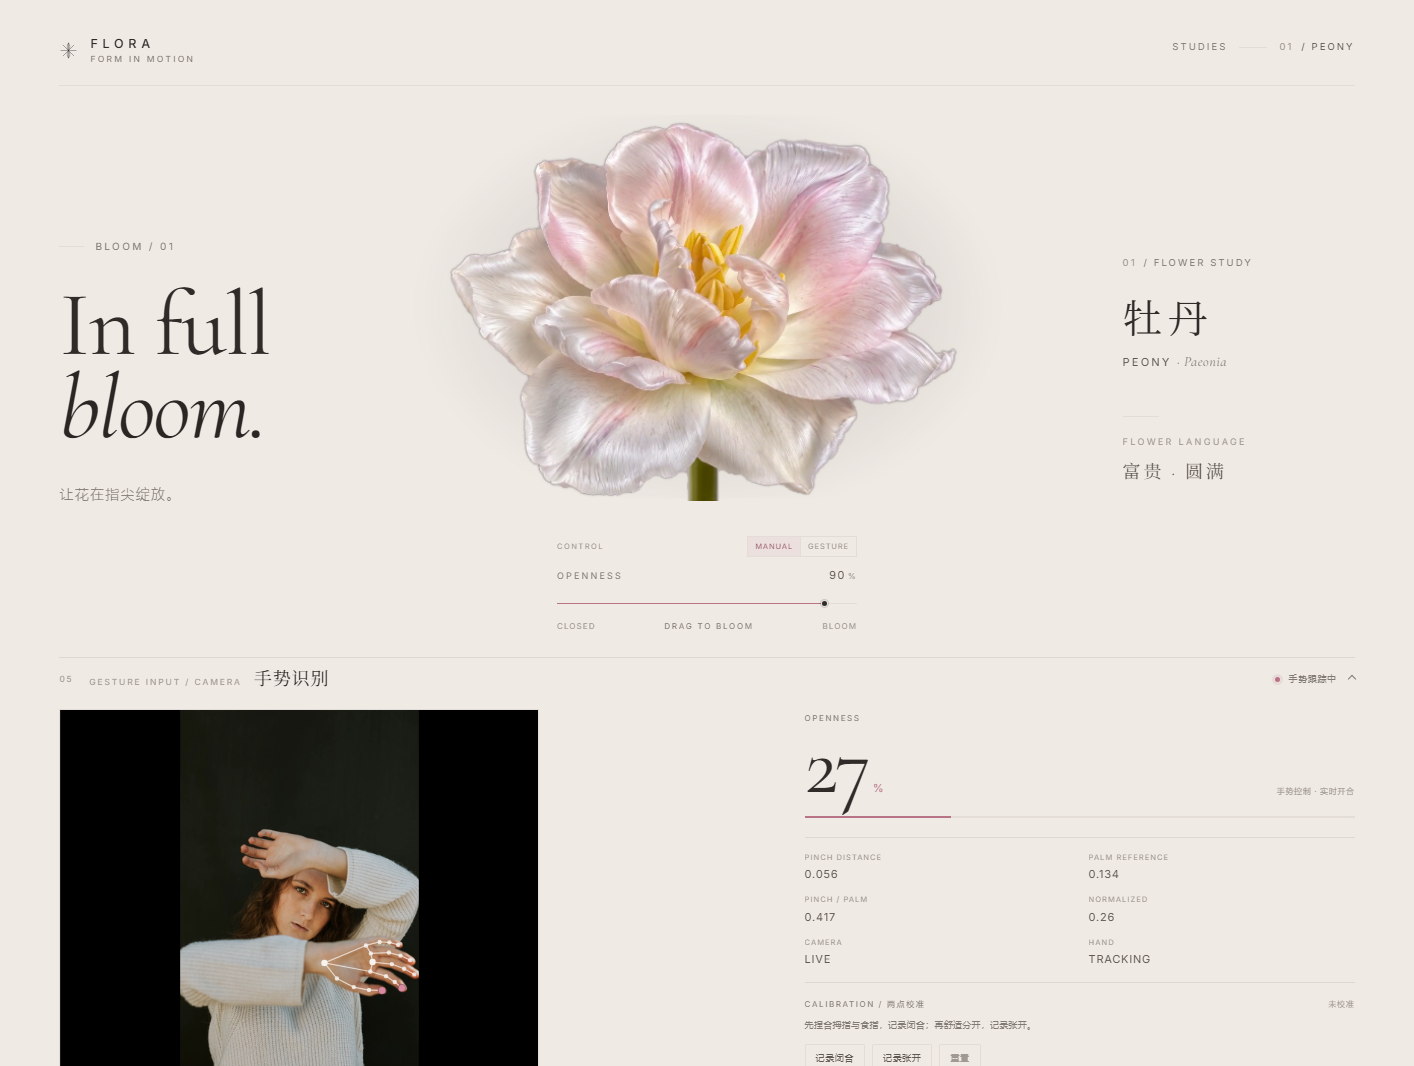 FLORA
FORM IN MOTION
STUDIES 01 / PEONY
BLOOM / 01
In full
bloom.
让花在指尖绽放。
01 / FLOWER STUDY
牡丹
PEONY · Paeonia
FLOWER LANGUAGE
富贵 · 圆满
CONTROL MANUAL GESTURE
OPENNESS 90 %
CLOSED DRAG TO BLOOM BLOOM
05 GESTURE INPUT / CAMERA 手势识别
手势跟踪中
OPENNESS
27 %
手势控制 · 实时开合
PINCH DISTANCE PALM REFERENCE
0.056 0.134
PINCH / PALM NORMALIZED
0.417 0.26
CAMERA HAND
LIVE TRACKING
CALIBRATION / 两点校准 未校准
先捏合拇指与食指，记录闭合；再舒适分开，记录张开。
记录闭合 记录张开 重置